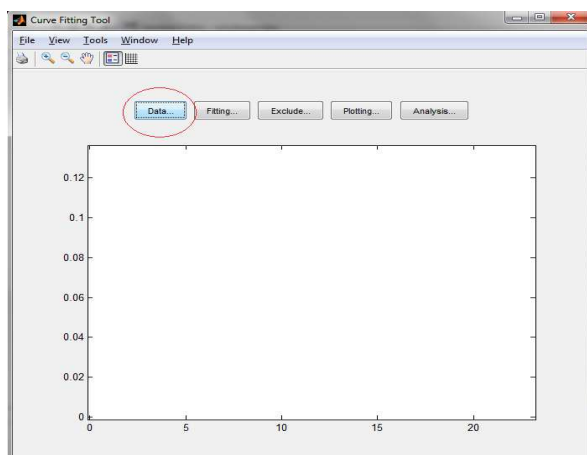 Curve Fitting Tool
File View Tools Window Help
Data... Fitting... Exclude... Plotting... Analysis...
0.12
0.1
0.08
0.06
0.04
0.02
0
0 5 10 15 20